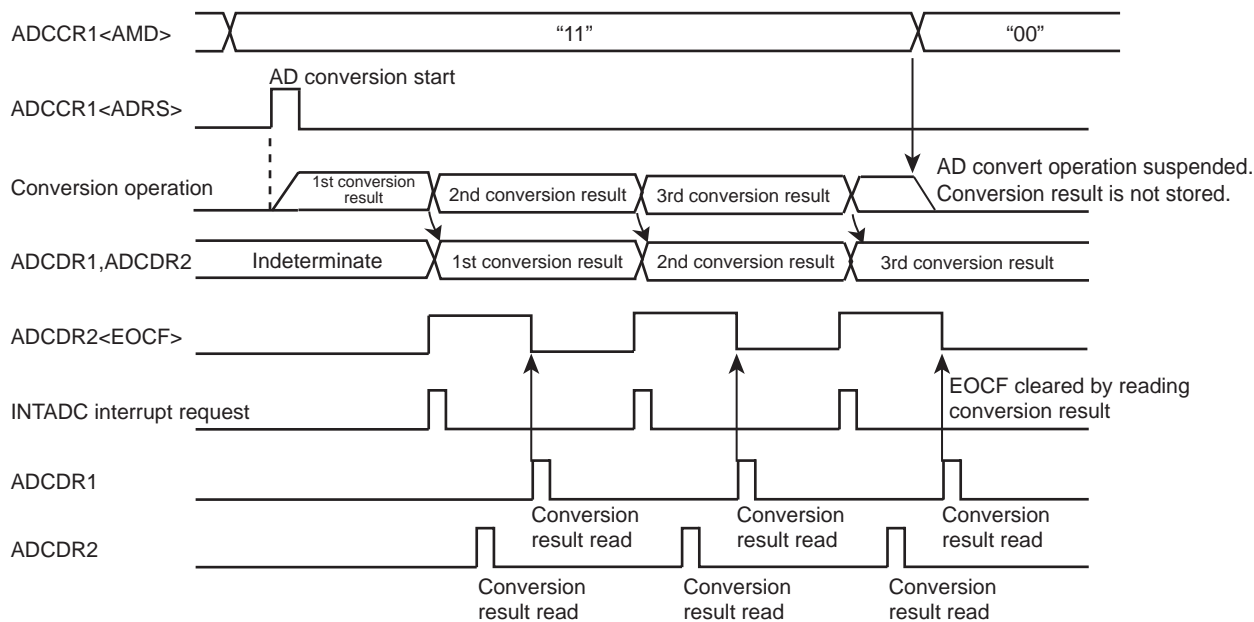 ADCCR1<AMD>
“11”
“00”
AD conversion start
ADCCR1<ADRS>
AD convert operation suspended.
Conversion result is not stored.
Conversion operation
1st conversion
result
2nd conversion result
3rd conversion result
ADCDR1,ADCDR2
Indeterminate
1st conversion result
2nd conversion result
3rd conversion result
ADCDR2<EOCF>
EOCF cleared by reading
conversion result
INTADC interrupt request
ADCDR1
Conversion
result read
Conversion
result read
Conversion
result read
ADCDR2
Conversion
result read
Conversion
result read
Conversion
result read